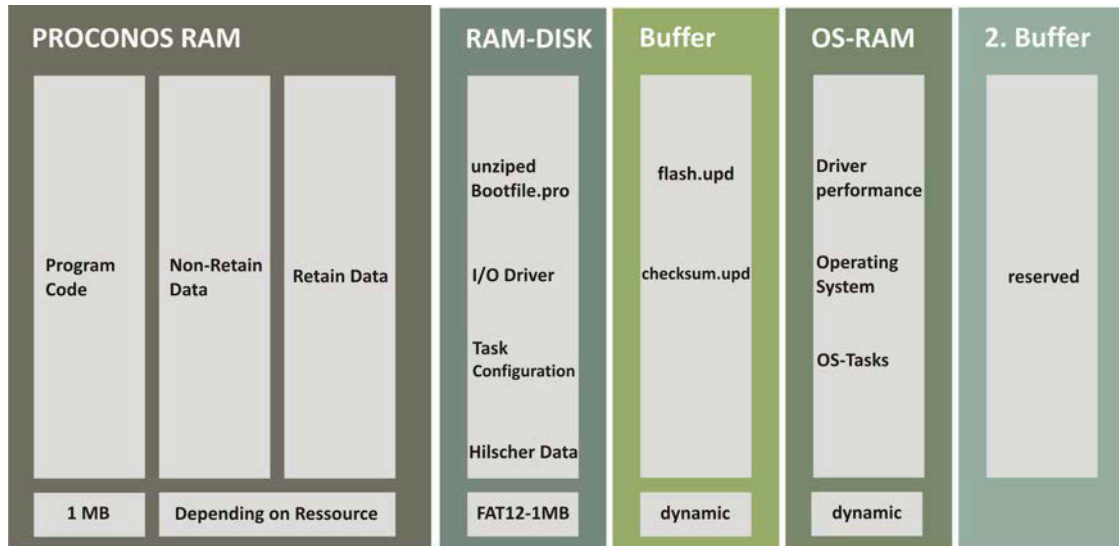 PROCONOS RAM
Program
Code
Non-Retain
Data
Retain Data
1 MB
Depending on Ressource
RAM-DISK
unziped
Bootfile.pro
I/O Driver
Task
Configuration
Hilscher Data
FAT12-1MB
Buffer
flash.upd
checksum.upd
dynamic
OS-RAM
Driver
performance
Operating
System
OS-Tasks
dynamic
2. Buffer
reserved